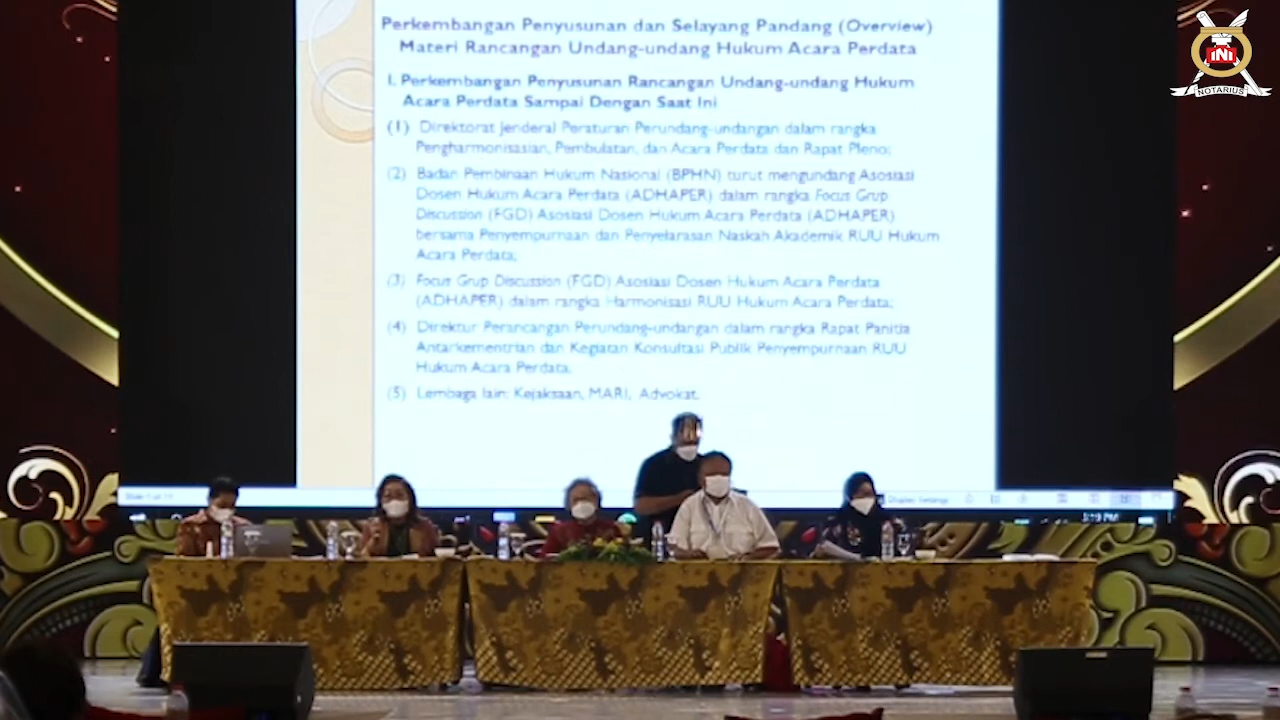 Perkembangan Penyusunan dan Selayang Pandang (Overview)
Materi Rancangan Undang-undang Hukum Acara Perdata
I. Perkembangan Penyusunan Rancangan Undang-undang Hukum
Acara Perdata Sampai Dengan Saat Ini
(1) Direktorat Jenderal Peraturan Perundang-undangan dalam rangka
Pengharmonisasian, Pembulatan, dan Acara Perdata dan Rapat Pleno;
(2) Badan Pembinaan Hukum Nasional (BPHN) turut mengundang Asosiasi
Dosen Hukum Acara Perdata (ADHAPER) dalam rangka Focus Grup
Discussion (FGD) Asosiasi Dosen Hukum Acara Perdata (ADHAPER)
bersama Penyempurnaan dan Penyelarasan Naskah Akademik RUU Hukum
Acara Perdata;
(3) Focus Grup Discussion (FGD) Asosiasi Dosen Hukum Acara Perdata
(ADHAPER) dalam rangka Harmonisasi RUU Hukum Acara Perdata;
(4) Direktur Perancangan Perundang-undangan dalam rangka Rapat Panitia
Antarkementrian dan Kegiatan Konsultasi Publik Penyempurnaan RUU
Hukum Acara Perdata.
(5) Lembaga lain: Kejaksaan, MARI, Advokat.
Display Settings
3:19 PM
INI
NOTARIUS